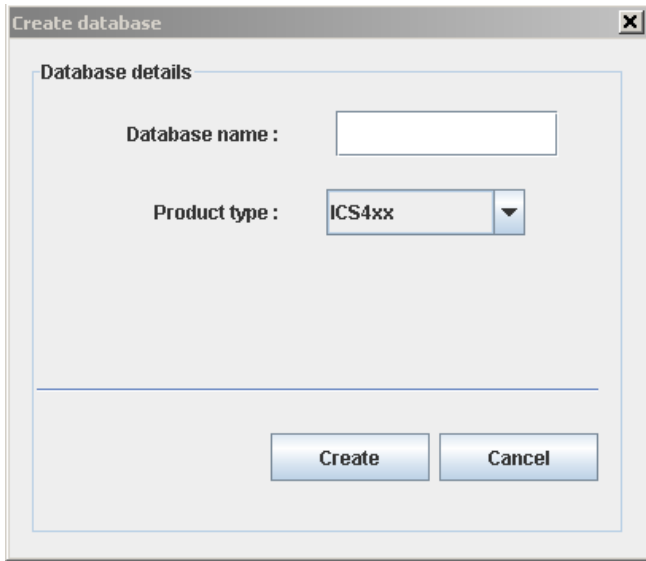 Create database
Database details
Database name :
Product type :
ICS4xx
Create
Cancel